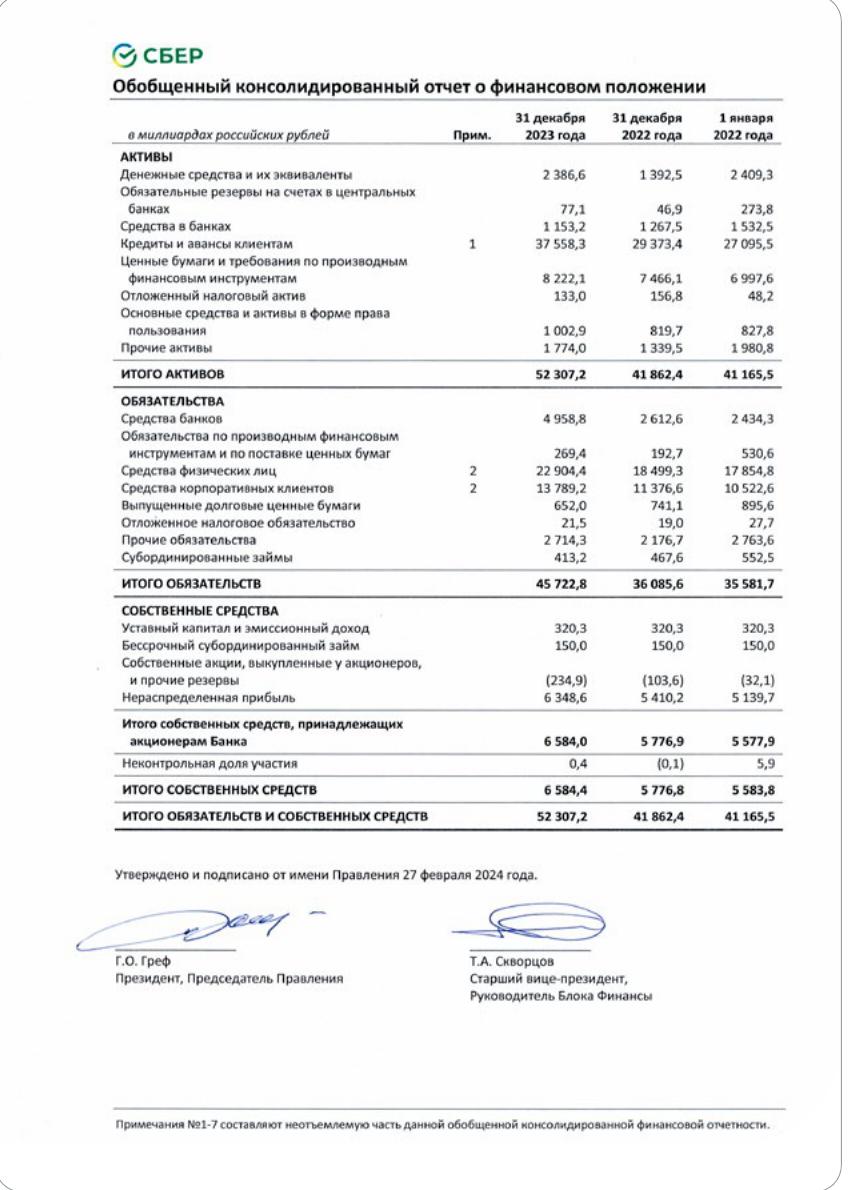 СБЕР
Обобщенный консолидированный отчет о финансовом положении
в миллиардах российских рублей Прим. 31 декабря 2023 года 31 декабря 2022 года 1 января 2022 года
АКТИВЫ
Денежные средства и их эквиваленты 2 386,6 1 392,5 2 409,3
Обязательные резервы на счетах в центральных
банках 77,1 46,9 273,8
Средства в банках 1 153,2 1 267,5 1 532,5
Кредиты и авансы клиентам 1 37 558,3 29 373,4 27 095,5
Ценные бумаги и требования по производным
финансовым инструментам 8 222,1 7 466,1 6 997,6
Отложенный налоговый актив 133,0 156,8 48,2
Основные средства и активы в форме права
пользования 1 002,9 819,7 827,8
Прочие активы 1 774,0 1 339,5 1 980,8
ИТОГО АКТИВОВ 52 307,2 41 862,4 41 165,5
ОБЯЗАТЕЛЬСТВА
Средства банков 4 958,8 2 612,6 2 434,3
Обязательства по производным финансовым
инструментам и по поставке ценных бумаг 269,4 192,7 530,6
Средства физических лиц 2 22 904,4 18 499,3 17 854,8
Средства корпоративных клиентов 2 13 789,2 11 376,6 10 522,6
Выпущенные долговые ценные бумаги 652,0 741,1 895,6
Отложенное налоговое обязательство 21,5 19,0 27,7
Прочие обязательства 2 714,3 2 176,7 2 763,6
Субординированные займы 413,2 467,6 552,5
ИТОГО ОБЯЗАТЕЛЬСТВ 45 722,8 36 085,6 35 581,7
СОБСТВЕННЫЕ СРЕДСТВА
Уставный капитал и эмиссионный доход 320,3 320,3 320,3
Бессрочный субординированный займ 150,0 150,0 150,0
Собственные акции, выкупленные у акционеров,
и прочие резервы (234,9) (103,6) (32,1)
Нераспределенная прибыль 6 348,6 5 410,2 5 139,7
Итого собственных средств, принадлежащих
акционерам Банка 6 584,0 5 776,9 5 577,9
Неконтрольная доля участия 0,4 (0,1) 5,9
ИТОГО СОБСТВЕННЫХ СРЕДСТВ 6 584,4 5 776,8 5 583,8
ИТОГО ОБЯЗАТЕЛЬСТВ И СОБСТВЕННЫХ СРЕДСТВ 52 307,2 41 862,4 41 165,5
Утверждено и подписано от имени Правления 27 февраля 2024 года.
Г.О. Греф
Президент, Председатель Правления
Т.А. Скворцов
Старший вице-президент,
Руководитель Блока Финансы
Примечания №1-7 составляют неотъемлемую часть данной обобщенной консолидированной финансовой отчетности.